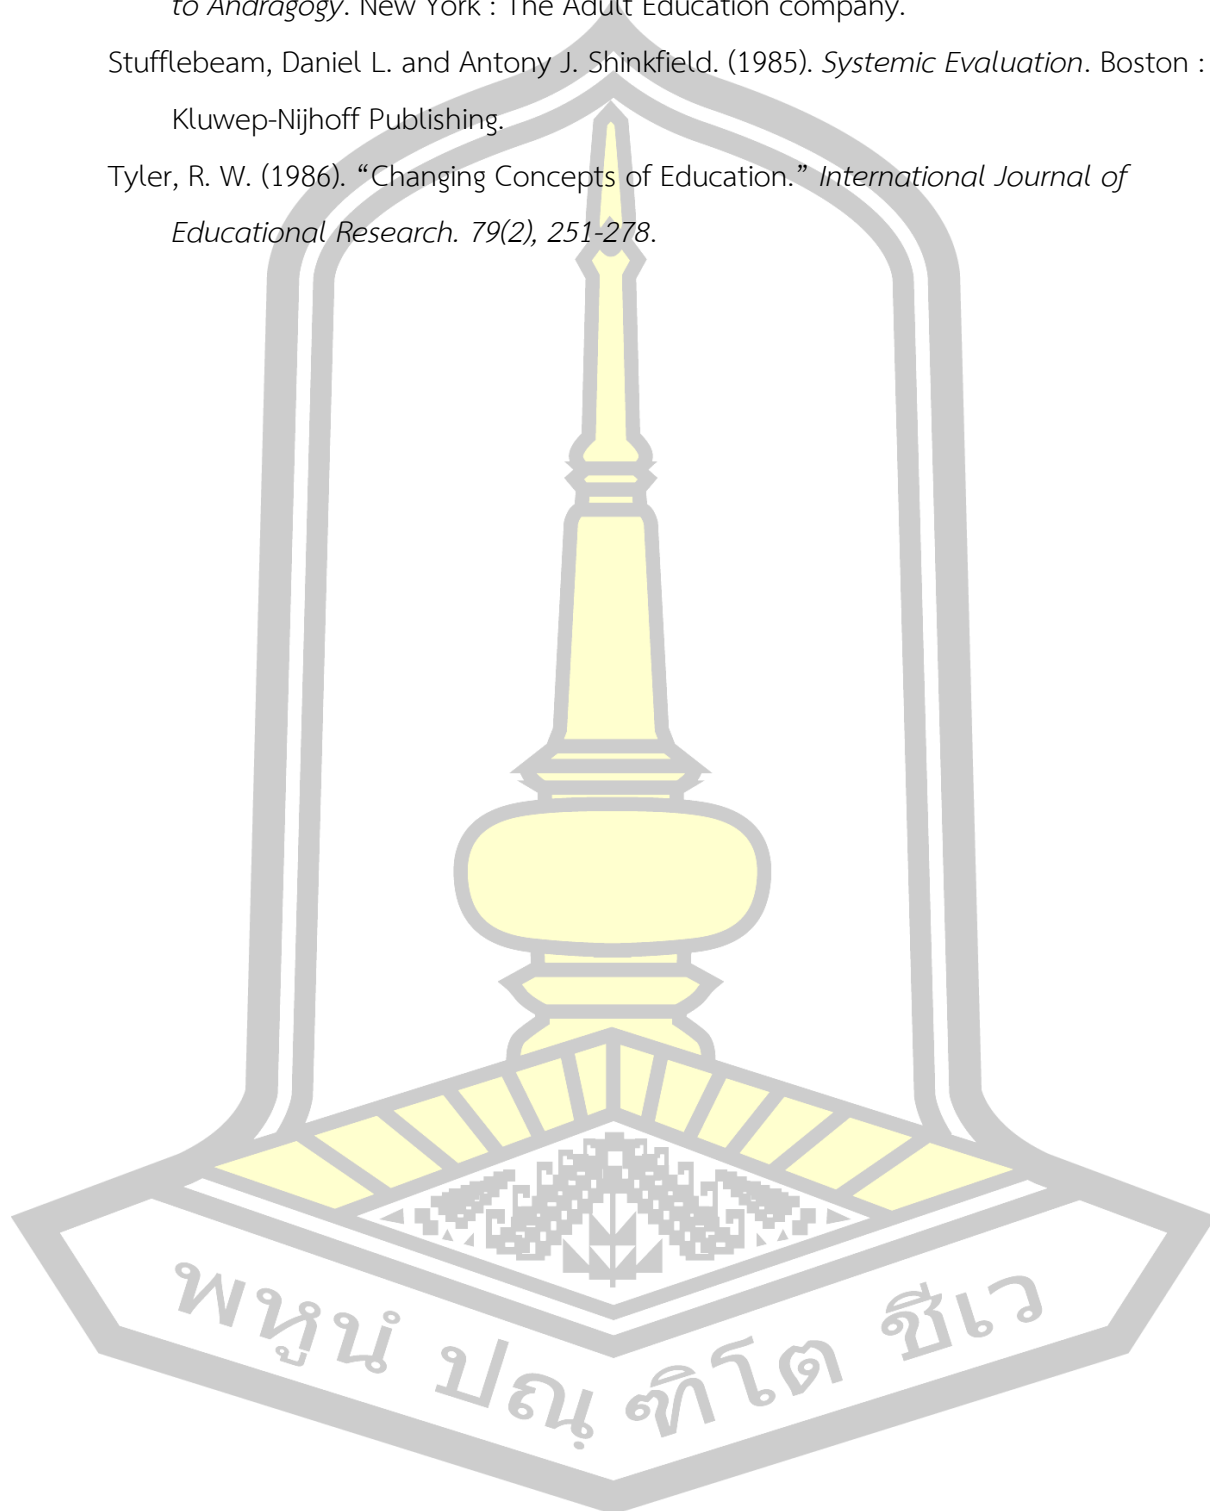 to Andragogy. New York : The Adult Education company.
Stufflebeam, Daniel L. and Antony J. Shinkfield. (1985). Systemic Evaluation. Boston :
Kluwep-Nijhoff Publishing.
Tyler, R. W. (1986). “Changing Concepts of Education.” International Journal of
Educational Research. 79(2), 251-278.
พหูนํ ปณฺฑิโต ชีเว